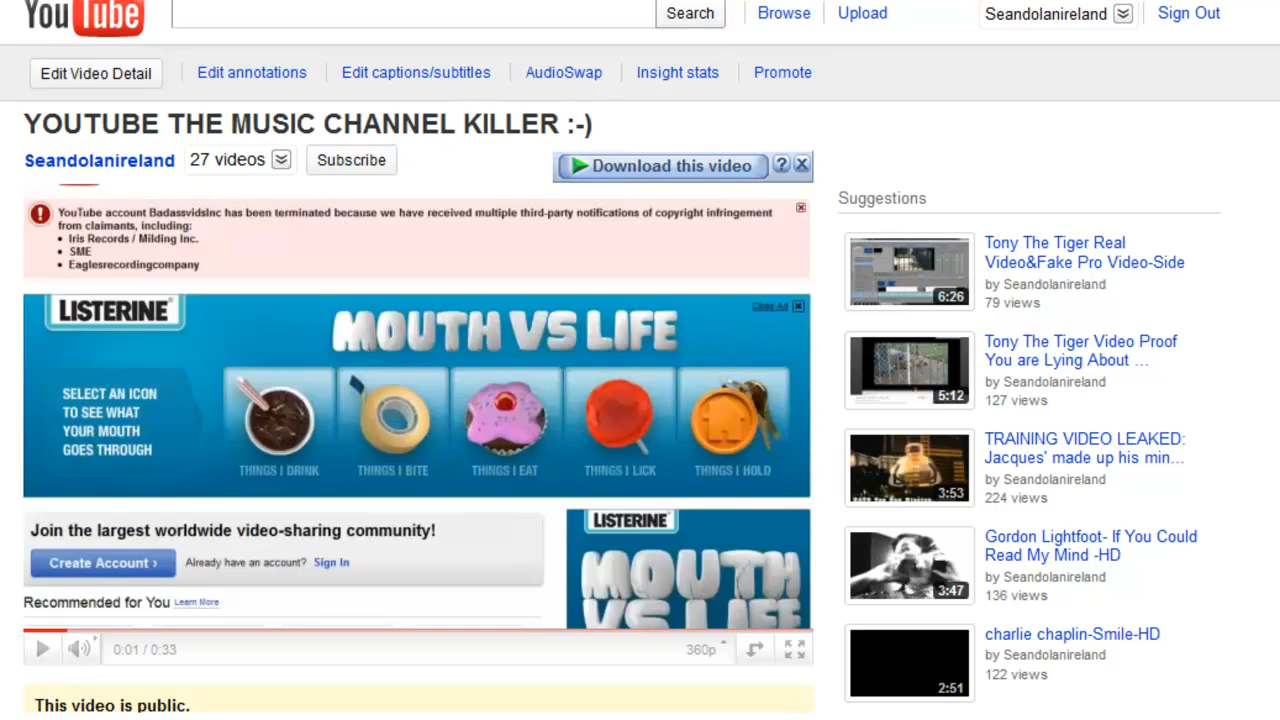 YouTube
Search
Browse
Upload
Seandolanireland
Sign Out
Edit Video Detail
Edit annotations
Edit captions/subtitles
AudioSwap
Insight stats
Promote
YOUTUBE THE MUSIC CHANNEL KILLER :-)
Seandolanireland
27 videos
Subscribe
Download this video
?
YouTube account BadassvidsInc has been terminated because we have received multiple third-party notifications of copyright infringement
from claimants, including:
• Iris Records / Milding Inc.
• SME
• Eaglesrecordingcompany
LISTERINE®
MOUTH VS LIFE
Close Ad
SELECT AN ICON
TO SEE WHAT
YOUR MOUTH
GOES THROUGH
THINGS I DRINK
THINGS I BITE
THINGS I EAT
THINGS I LICK
THINGS I HOLD
Join the largest worldwide video-sharing community!
Create Account ›
Already have an account? Sign In
Recommended for You Learn More
LISTERINE
MOUTH
VS LIFE
0:01 / 0:33
360p
This video is public.
Suggestions
6:26
Tony The Tiger Real
Video&Fake Pro Video-Side
by Seandolanireland
79 views
5:12
Tony The Tiger Video Proof
You are Lying About ...
by Seandolanireland
127 views
3:53
TRAINING VIDEO LEAKED:
Jacques' made up his min...
by Seandolanireland
224 views
3:47
Gordon Lightfoot- If You Could
Read My Mind -HD
by Seandolanireland
136 views
2:51
charlie chaplin-Smile-HD
by Seandolanireland
122 views